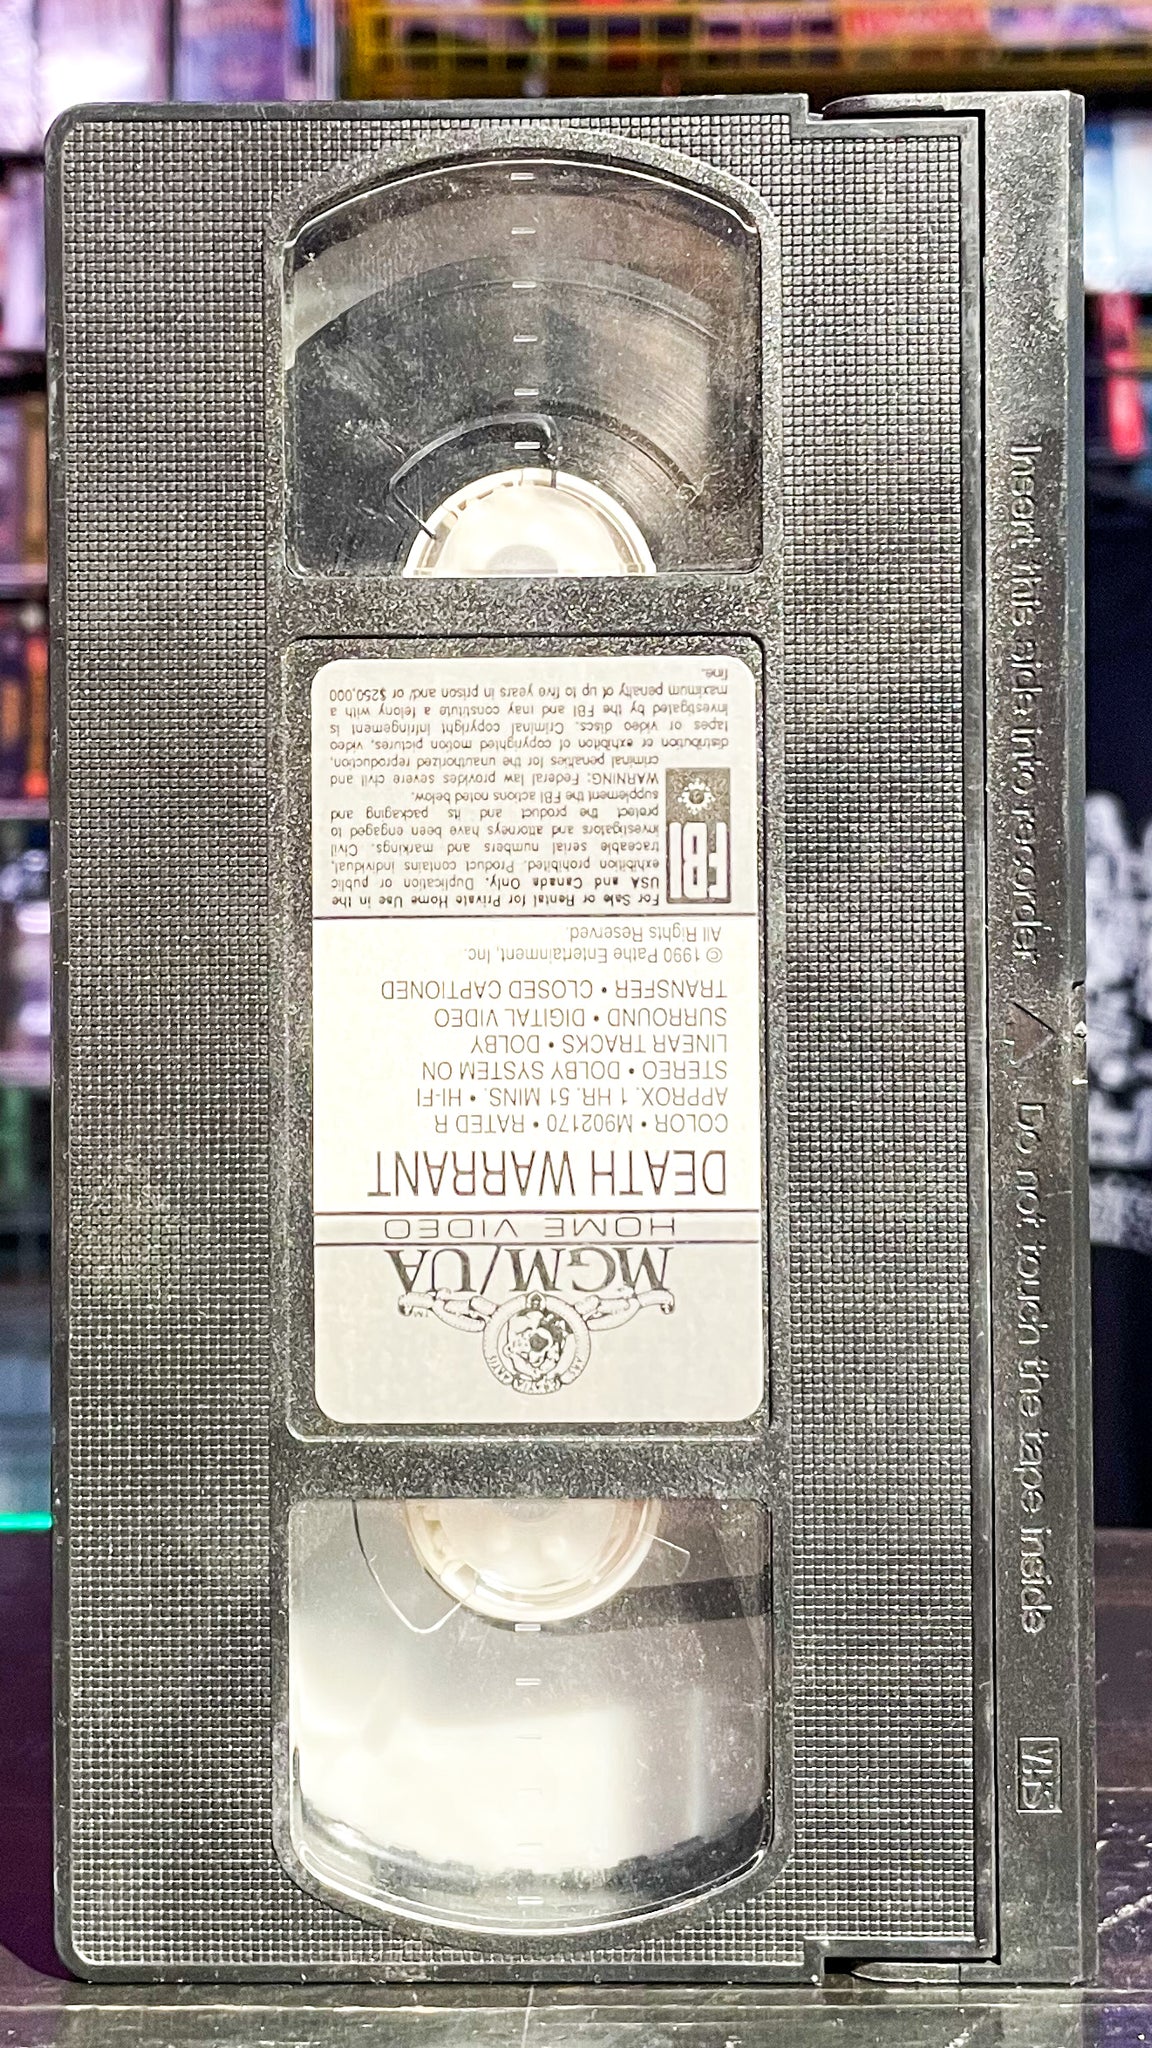 MGM/UA
HOME VIDEO
DEATH WARRANT
COLOR • M902170 • RATED R
APPROX. 1 HR. 51 MINS. • HI-FI
STEREO • DOLBY SYSTEM ON
LINEAR TRACKS • DOLBY
SURROUND • DIGITAL VIDEO
TRANSFER • CLOSED CAPTIONED
© 1990 Pathe Entertainment, Inc.
All Rights Reserved.
FBI
For Sale or Rental for Private Home Use in the
USA and Canada Only. Duplication or public
exhibition prohibited. Product contains individual,
traceable serial numbers and markings. Civil
investigators and attorneys have been engaged to
protect the product and its packaging and
supplement the FBI actions noted below.
WARNING: Federal law provides severe civil and
criminal penalties for the unauthorized reproduction,
distribution or exhibition of copyrighted motion pictures, video
tapes or video discs. Criminal copyright infringement is
investigated by the FBI and may constitute a felony with a
maximum penalty of up to five years in prison and/ or $250,000
fine.
Insert this side into recorder △ Do not touch the tape inside
VHS